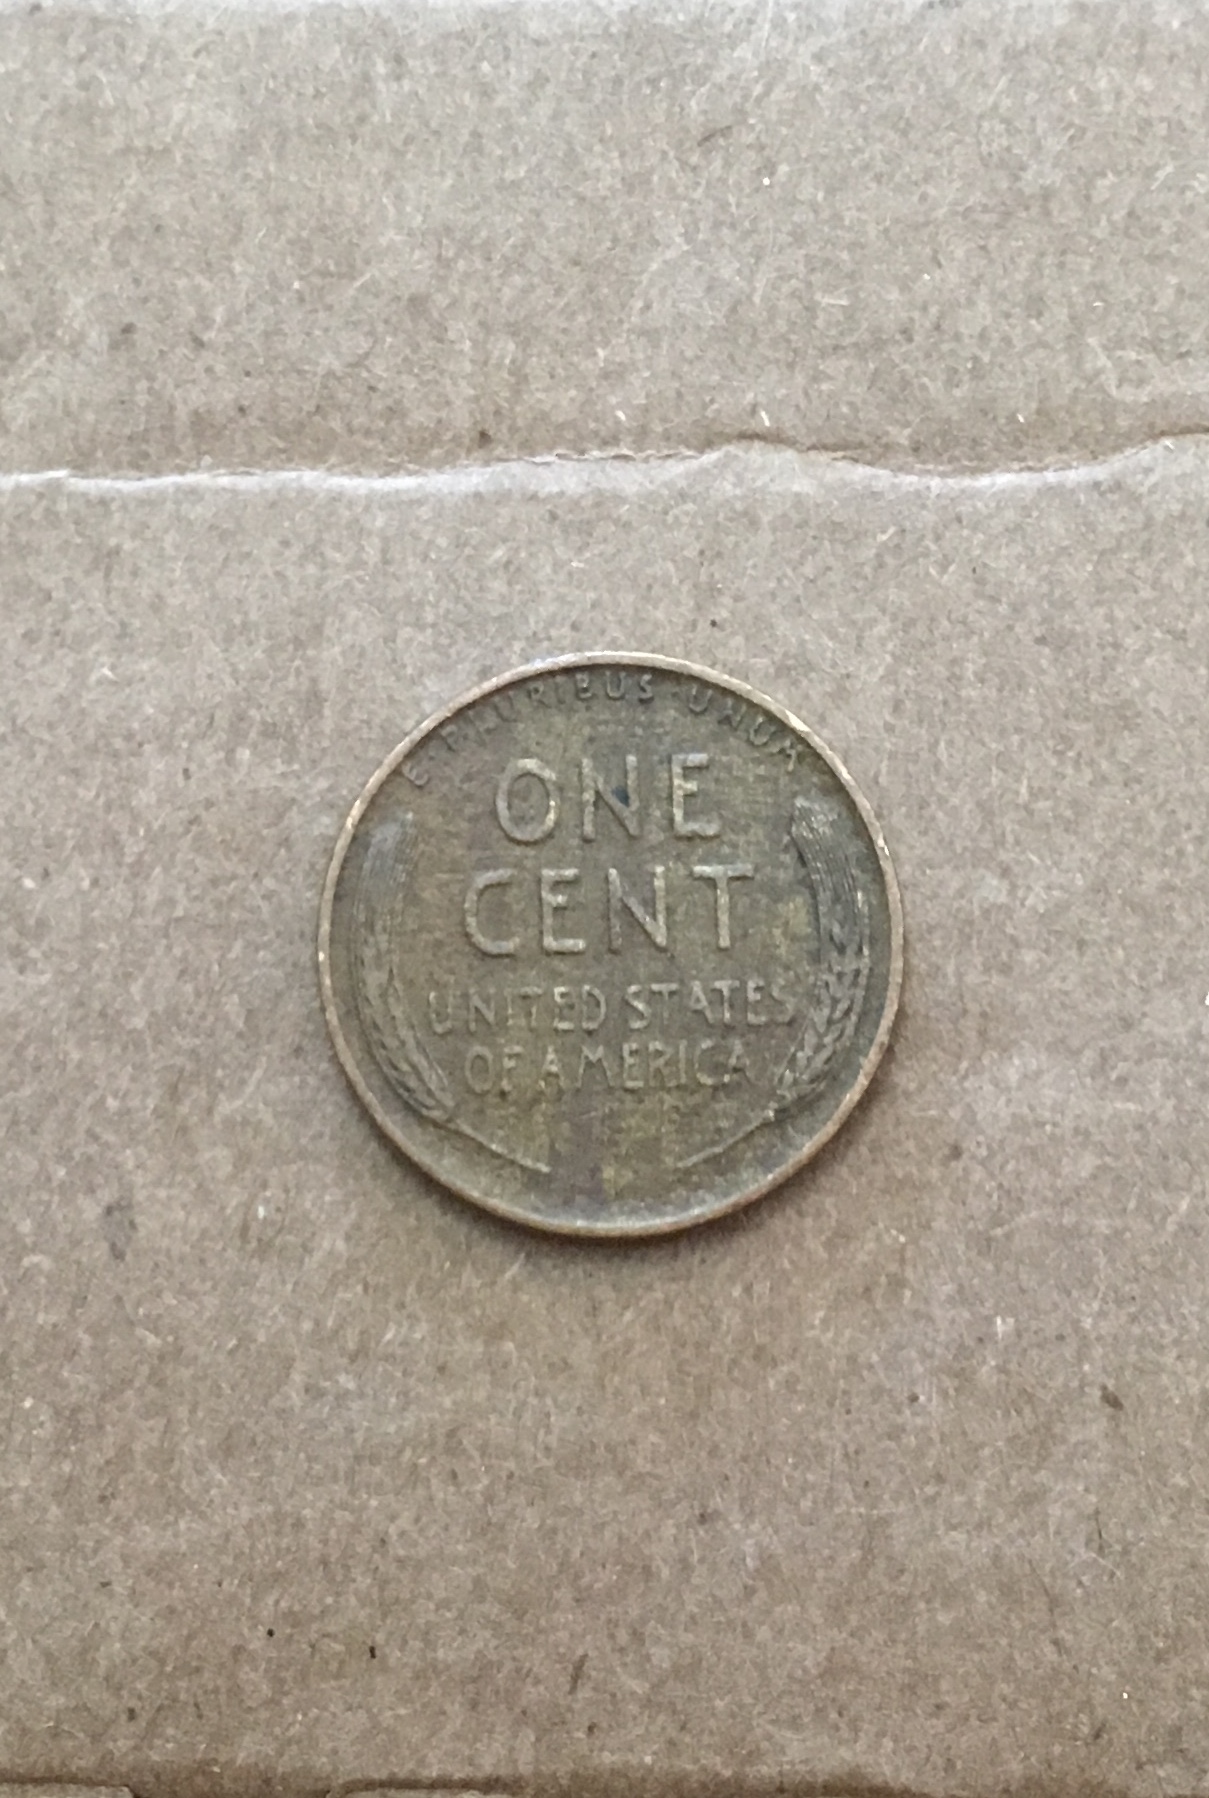 E·PLURIBUS·UNUM
ONE
CENT
UNITED STATES
OF AMERICA